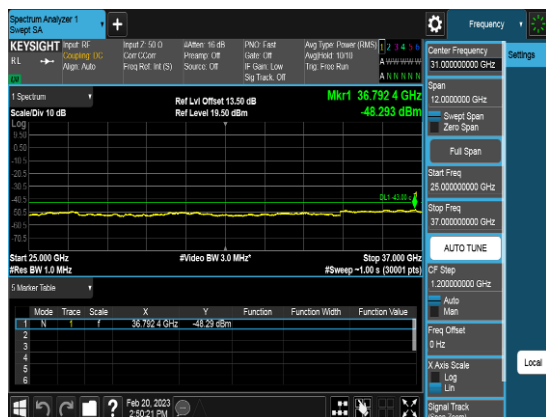 Spectrum Analyzer 1
Swept SA
Frequency
KEYSIGHT
Input: RF
Input Z: 50 Ω
#Atten: 16 dB
PNO: Fast
Avg Type: Power (RMS)
1 2 3 4 5 6
RL
Coupling: DC
Corr CCorr
Preamp: Off
Gate: Off
Avg|Hold: 10/10
Align: Auto
Freq Ref: Int (S)
Source: Off
IF Gain: Low
Trig: Free Run
Sig Track: Off
A N N N N N
1 Spectrum
Ref Lvl Offset 13.50 dB
Mkr1 36.792 4 GHz
Scale/Div 10 dB
Ref Level 19.50 dBm
-48.293 dBm
Log
9.50
0.500
-10.5
-20.5
-30.5
DL1 -43.00
-40.5
-50.5
-60.5
-70.5
Start 25.000 GHz
#Video BW 3.0 MHz*
Stop 37.000 GHz
#Res BW 1.0 MHz
#Sweep ~1.00 s (30001 pts)
5 Marker Table
Mode Trace Scale X Y Function Function Width Function Value
1 N 1 f 36.792 4 GHz -48.29 dBm
2
3
4
5
6
Feb 20, 2023
2:50:21 PM
Center Frequency
31.000000000 GHz
Settings
Span
12.0000000 GHz
Swept Span
Zero Span
Full Span
Start Freq
25.000000000 GHz
Stop Freq
37.000000000 GHz
AUTO TUNE
CF Step
1.200000000 GHz
Auto
Man
Freq Offset
0 Hz
X Axis Scale
Log
Lin
Local
Signal Track